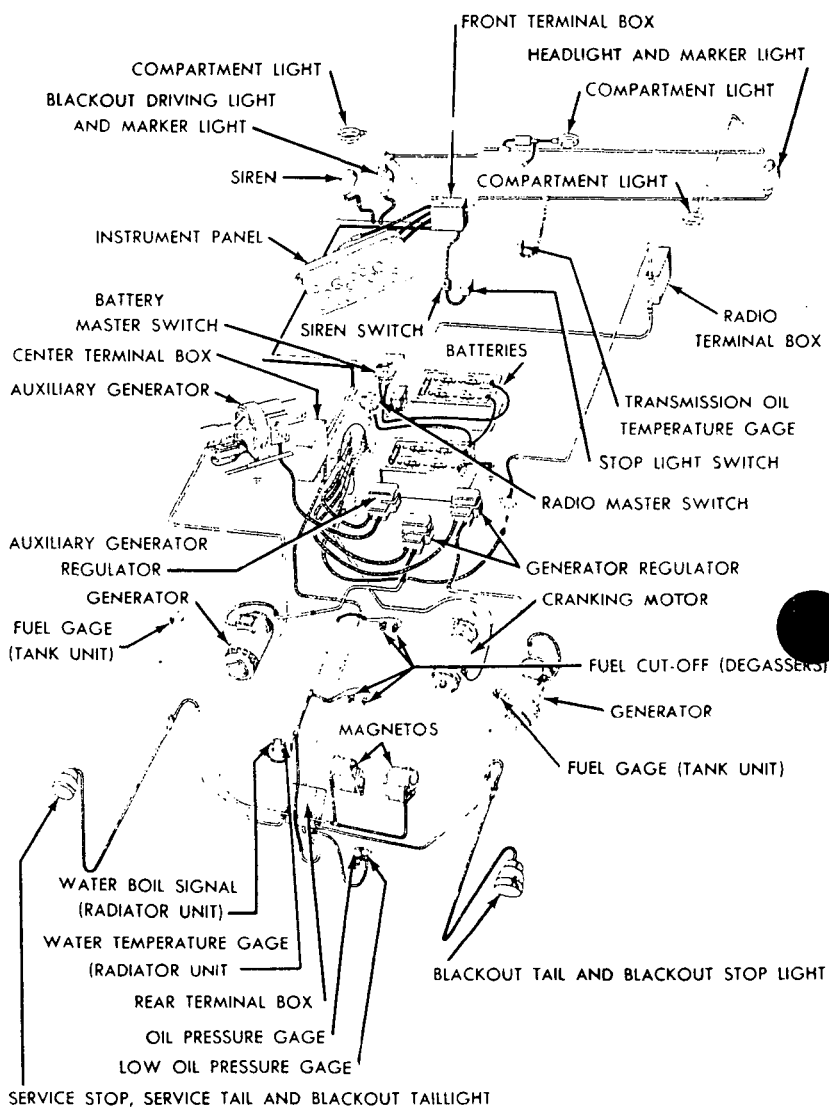 FRONT TERMINAL BOX
HEADLIGHT AND MARKER LIGHT
COMPARTMENT LIGHT
COMPARTMENT LIGHT
BLACKOUT DRIVING LIGHT
AND MARKER LIGHT
SIREN
COMPARTMENT LIGHT
INSTRUMENT PANEL
BATTERY
MASTER SWITCH
SIREN SWITCH
RADIO
TERMINAL BOX
CENTER TERMINAL BOX
BATTERIES
AUXILIARY GENERATOR
TRANSMISSION OIL
TEMPERATURE GAGE
STOP LIGHT SWITCH
RADIO MASTER SWITCH
AUXILIARY GENERATOR
REGULATOR
GENERATOR REGULATOR
GENERATOR
CRANKING MOTOR
FUEL GAGE
(TANK UNIT)
FUEL CUT-OFF (DEGASSERS)
GENERATOR
MAGNETOS
FUEL GAGE (TANK UNIT)
WATER BOIL SIGNAL
(RADIATOR UNIT)
WATER TEMPERATURE GAGE
(RADIATOR UNIT
BLACKOUT TAIL AND BLACKOUT STOP LIGHT
REAR TERMINAL BOX
OIL PRESSURE GAGE
LOW OIL PRESSURE GAGE
SERVICE STOP, SERVICE TAIL AND BLACKOUT TAILLIGHT